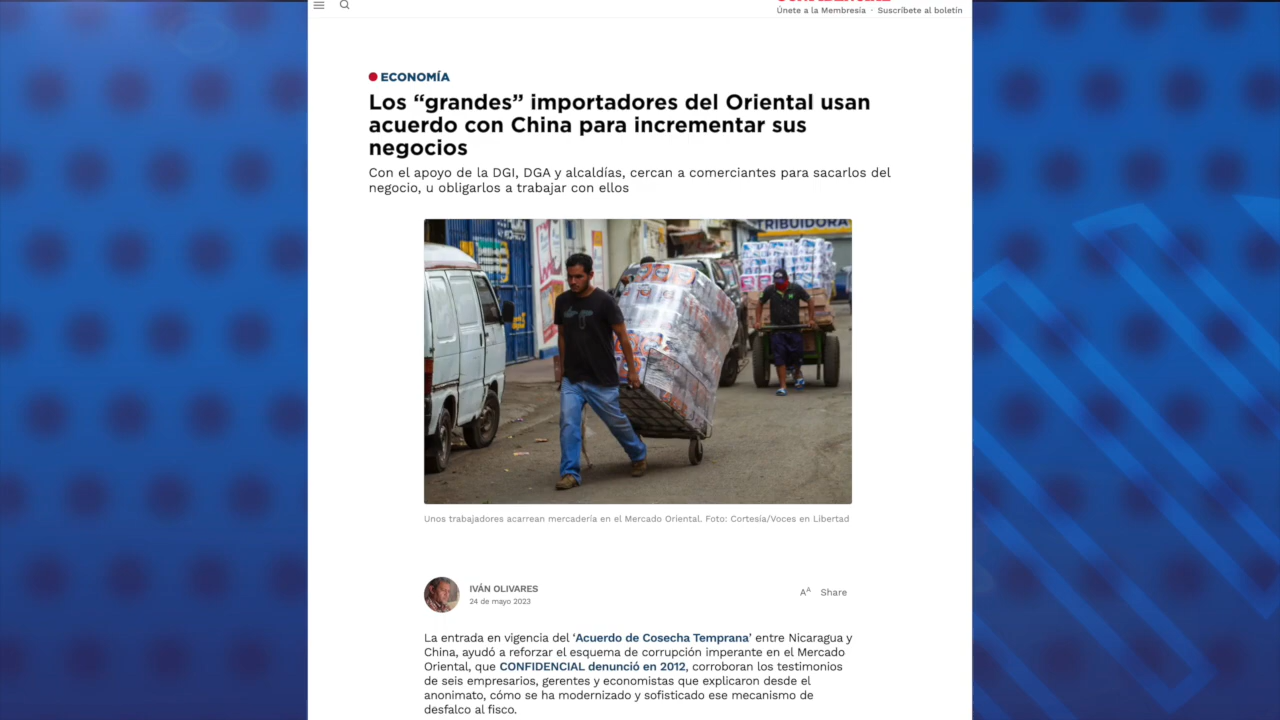 Únete a la Membresía · Suscríbete al boletín
ECONOMÍA
Los “grandes” importadores del Oriental usan
acuerdo con China para incrementar sus
negocios
Con el apoyo de la DGI, DGA y alcaldías, cercan a comerciantes para sacarlos del
negocio, u obligarlos a trabajar con ellos
TRIBUIDORA
Unos trabajadores acarrean mercadería en el Mercado Oriental. Foto: Cortesía/Voces en Libertad
IVÁN OLIVARES
24 de mayo 2023
AA Share
La entrada en vigencia del ‘Acuerdo de Cosecha Temprana’ entre Nicaragua y
China, ayudó a reforzar el esquema de corrupción imperante en el Mercado
Oriental, que CONFIDENCIAL denunció en 2012, corroboran los testimonios
de seis empresarios, gerentes y economistas que explicaron desde el
anonimato, cómo se ha modernizado y sofisticado ese mecanismo de
desfalco al fisco.